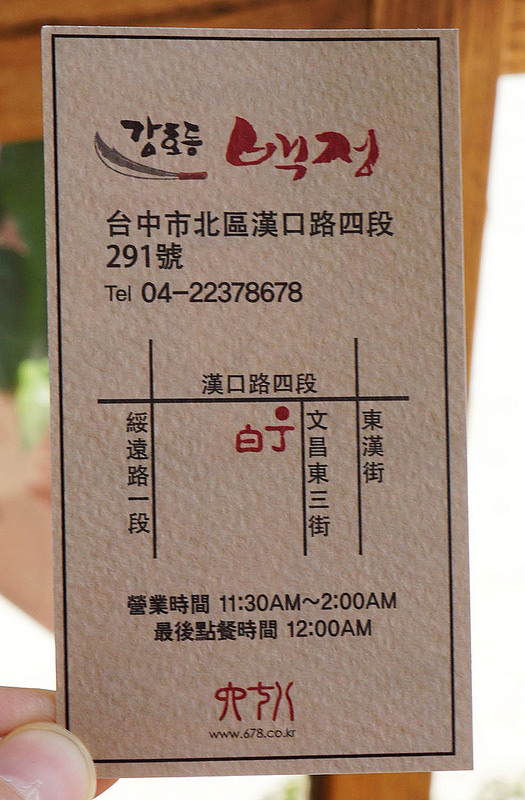 강호동 백정
台中市北區漢口路四段
291號
Tel 04-22378678
漢口路四段
綏遠路一段
白丁
文昌東三街
東漢街
營業時間 11:30AM~2:00AM
最後點餐時間 12:00AM
六七八
www.678.co.kr